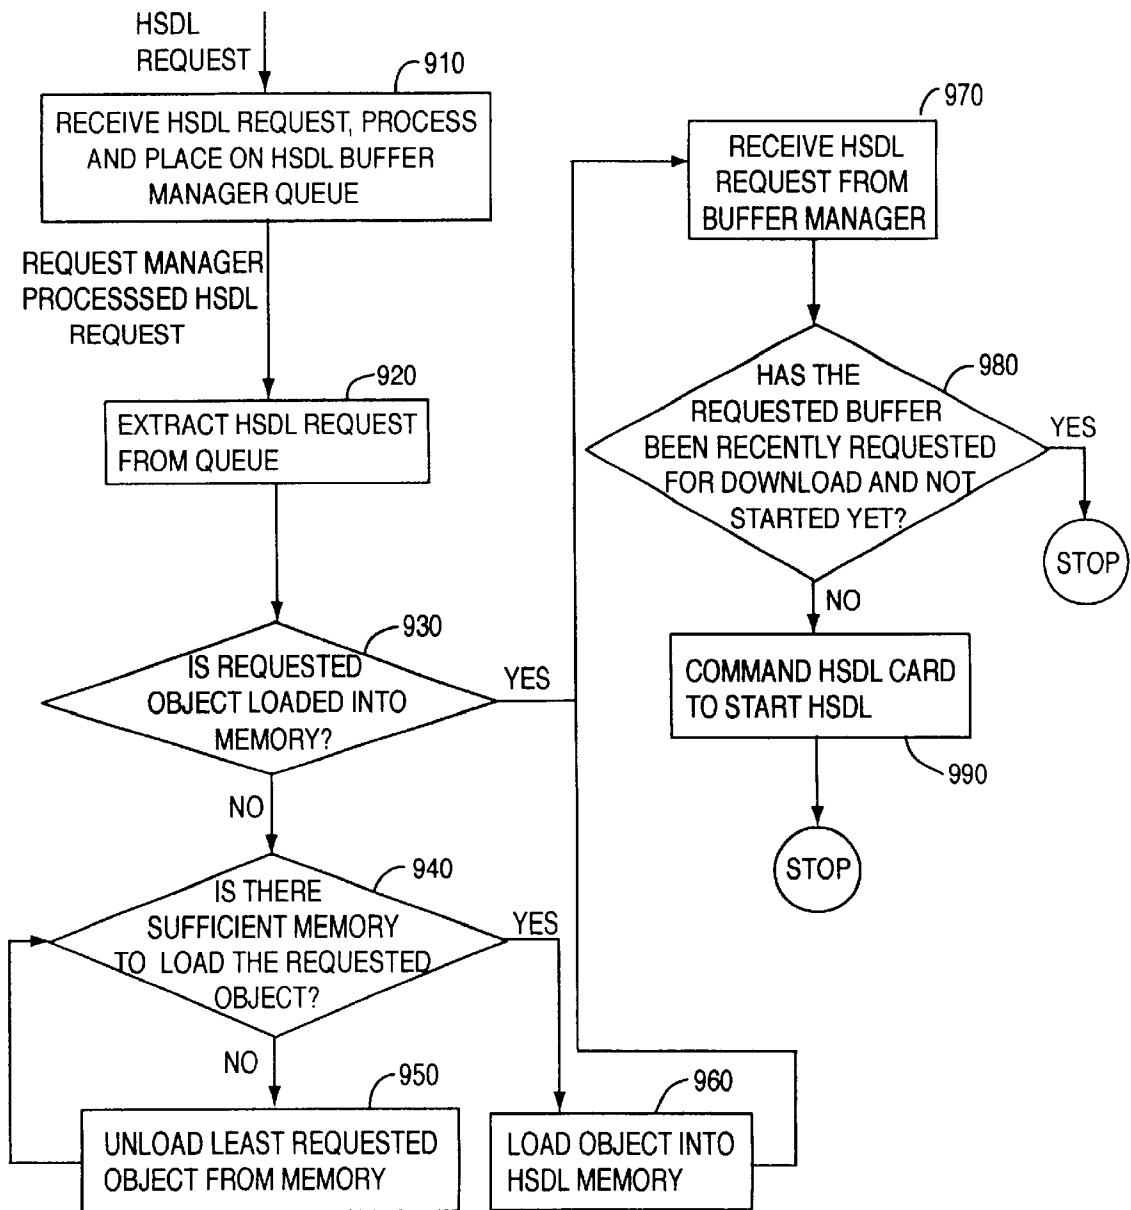 HSDL
REQUEST
910
RECEIVE HSDL REQUEST, PROCESS
AND PLACE ON HSDL BUFFER
MANAGER QUEUE
REQUEST MANAGER
PROCESSSED HSDL
REQUEST
920
EXTRACT HSDL REQUEST
FROM QUEUE
930
IS REQUESTED
OBJECT LOADED INTO
MEMORY?
YES
NO
940
IS THERE
SUFFICIENT MEMORY
TO LOAD THE REQUESTED
OBJECT?
YES
NO
950
UNLOAD LEAST REQUESTED
OBJECT FROM MEMORY
960
LOAD OBJECT INTO
HSDL MEMORY
970
RECEIVE HSDL
REQUEST FROM
BUFFER MANAGER
980
HAS THE
REQUESTED BUFFER
BEEN RECENTLY REQUESTED
FOR DOWNLOAD AND NOT
STARTED YET?
YES
STOP
NO
COMMAND HSDL CARD
TO START HSDL
990
STOP